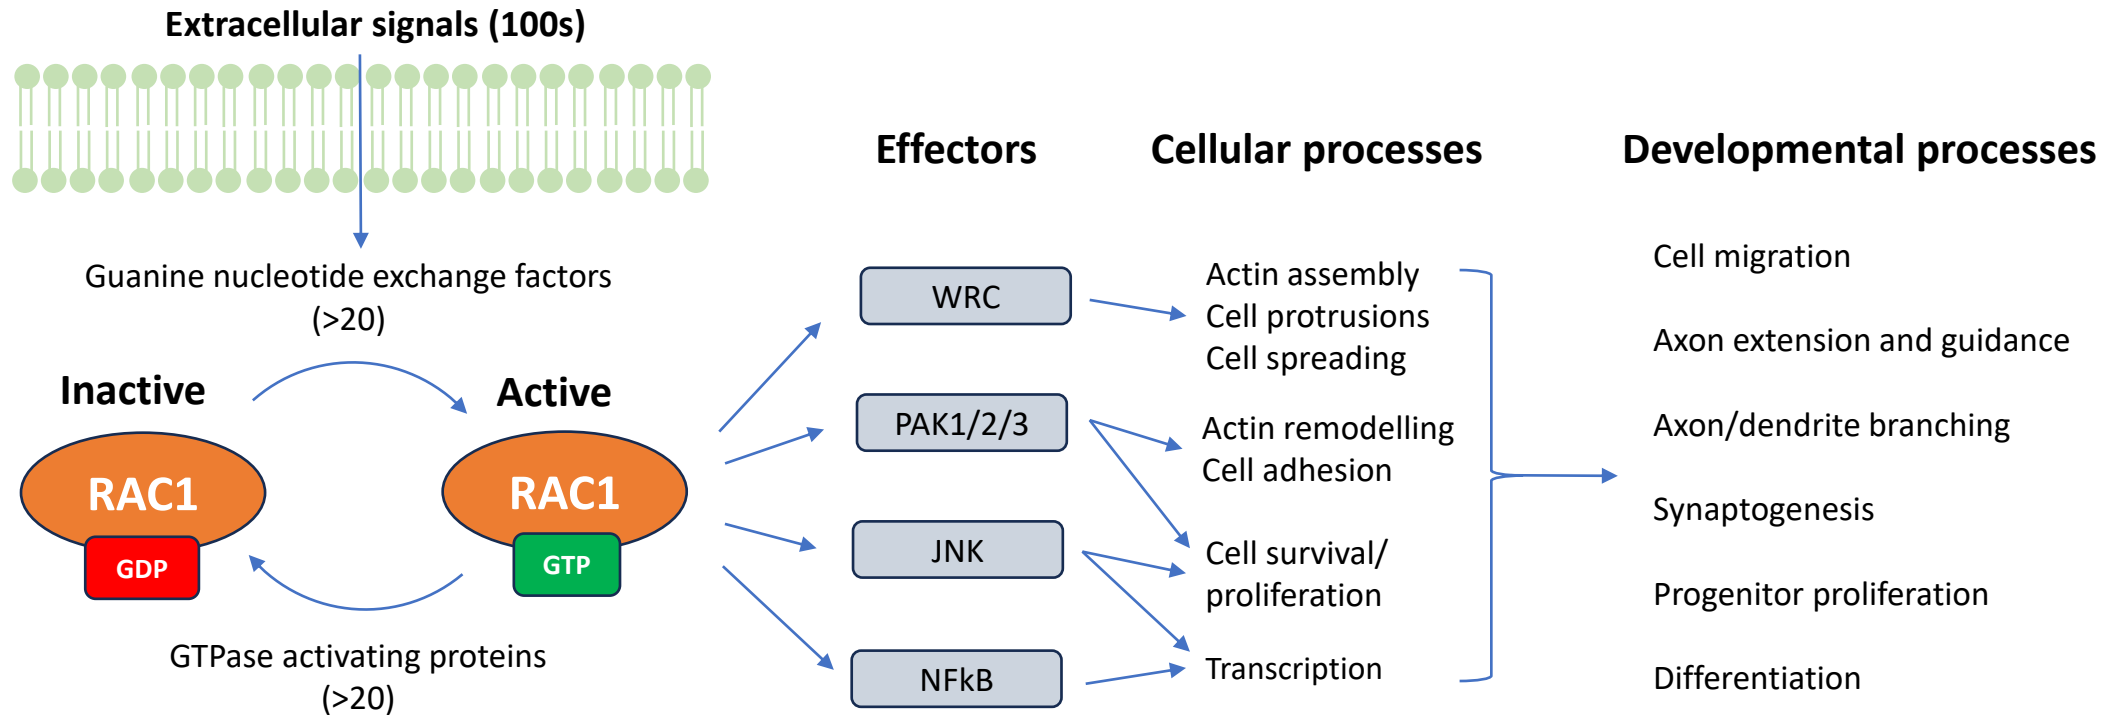 Extracellular signals (100s)
Guanine nucleotide exchange factors
(>20)
Inactive
Active
RAC1
GDP
RAC1
GTP
GTPase activating proteins
(>20)
Effectors
WRC
PAK1/2/3
JNK
NFkB
Cellular processes
Actin assembly
Cell protrusions
Cell spreading
Actin remodelling
Cell adhesion
Cell survival/
proliferation
Transcription
Developmental processes
Cell migration
Axon extension and guidance
Axon/dendrite branching
Synaptogenesis
Progenitor proliferation
Differentiation